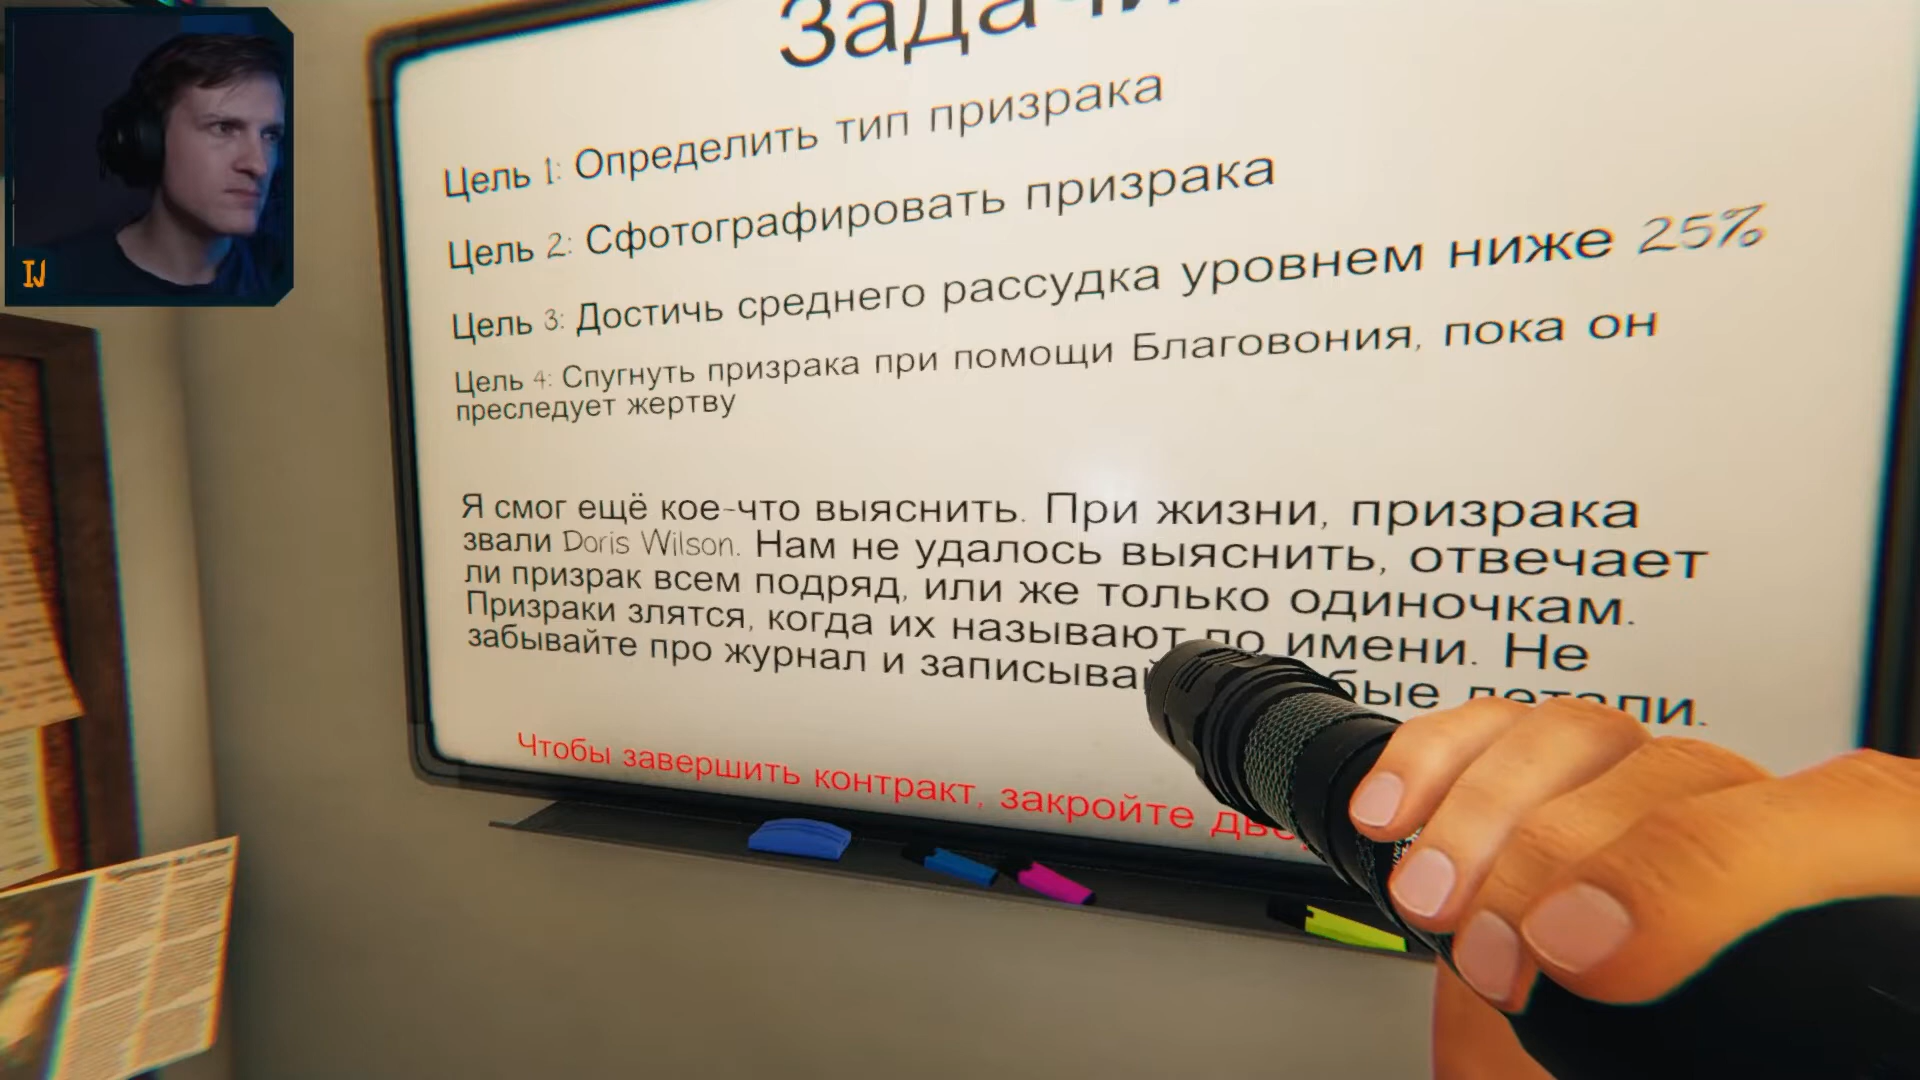 Задачи
Цель 1: Определить тип призрака
Цель 2: Сфотографировать призрака
Цель 3: Достичь среднего рассудка уровнем ниже 25%
Цель 4: Спугнуть призрака при помощи Благовония, пока он
преследует жертву
Я смог ещё кое-что выяснить. При жизни, призрака
звали Doris Wilson. Нам не удалось выяснить, отвечает
ли призрак всем подряд, или же только одиночкам.
Призраки злятся, когда их называют по имени. Не
забывайте про журнал и
Чтобы завершить контракт, закройте
IJ